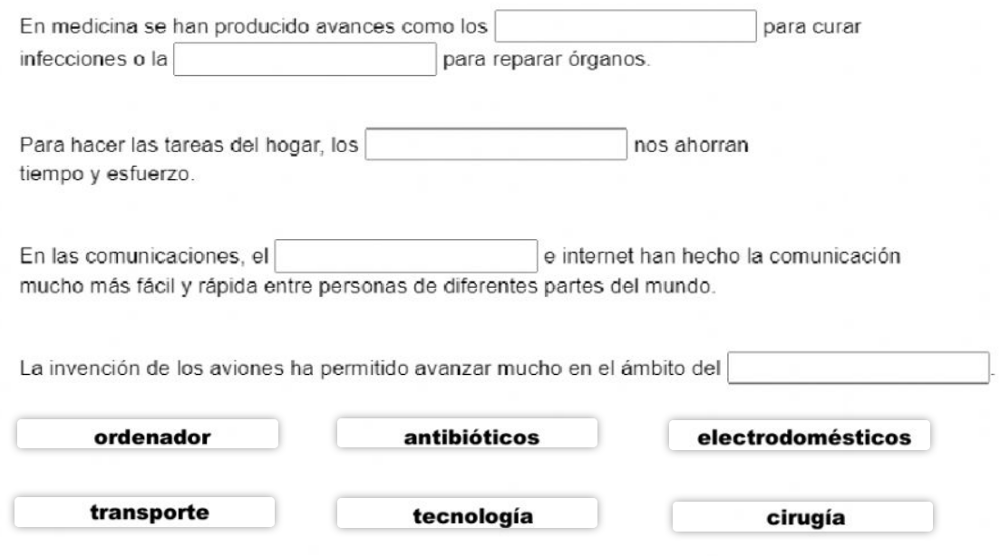 En medicina se han producido avances como los para curar
infecciones o la para reparar órganos.
Para hacer las tareas del hogar, los nos ahorran
tiempo y esfuerzo.
En las comunicaciones, el e internet han hecho la comunicación
mucho más fácil y rápida entre personas de diferentes partes del mundo.
La invención de los aviones ha permitido avanzar mucho en el ámbito del .
ordenador antibióticos electrodomésticos
transporte tecnología cirugía